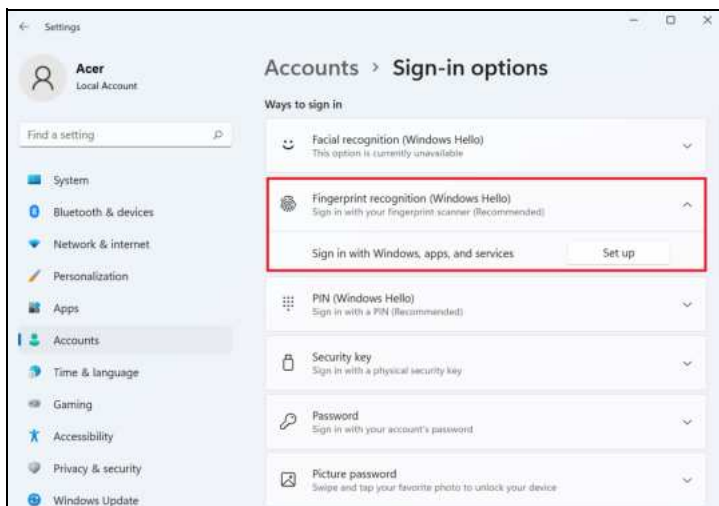 Settings
Acer
Local Account
Find a setting
System
Bluetooth & devices
Network & internet
Personalization
Apps
Accounts
Time & language
Gaming
Accessibility
Privacy & security
Windows Update
Accounts > Sign-in options
Ways to sign in
Facial recognition (Windows Hello)
This option is currently unavailable
Fingerprint recognition (Windows Hello)
Sign in with your fingerprint scanner (Recommended)
Sign in with Windows, apps, and services
Set up
PIN (Windows Hello)
Sign in with a PIN (Recommended)
Security key
Sign in with a physical security key
Password
Sign in with your account's password
Picture password
Swipe and tap your favorite photo to unlock your device